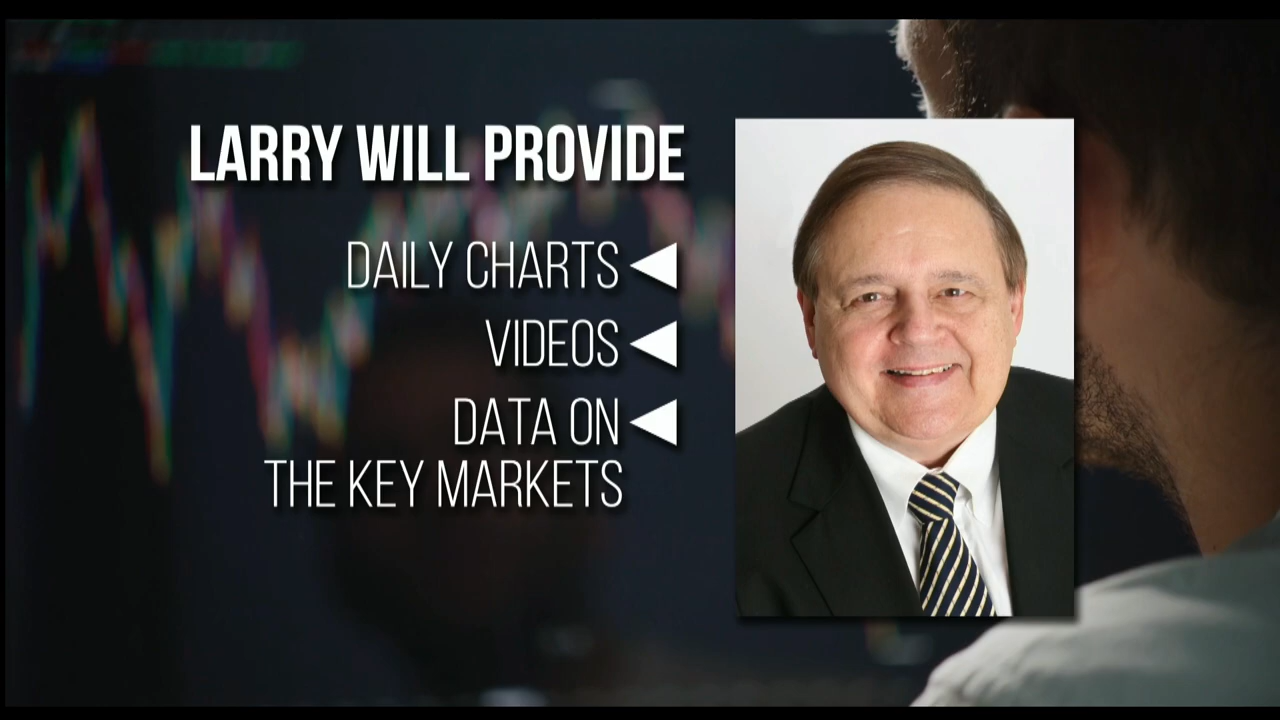 LARRY WILL PROVIDE
DAILY CHARTS
VIDEOS
DATA ON
THE KEY MARKETS